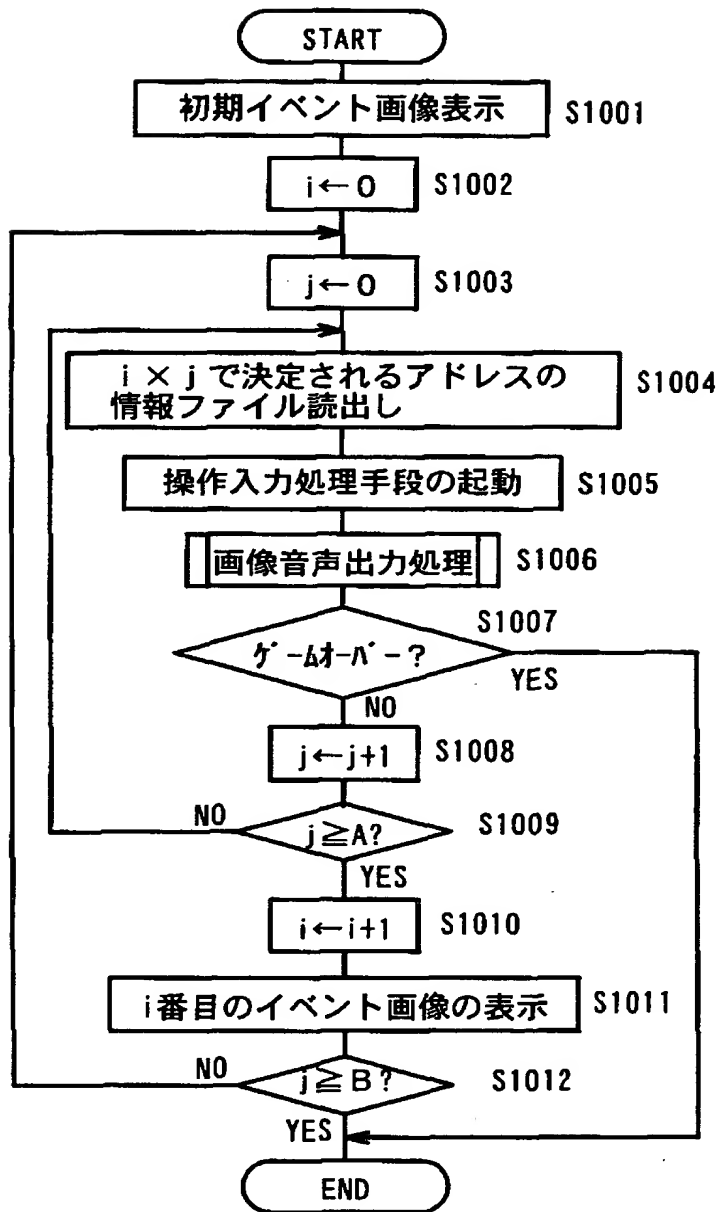 START
初期イベント画像表示 S1001
i←0 S1002
j←0 S1003
i×jで決定されるアドレスの
情報ファイル読出し
S1004
操作入力処理手段の起動 S1005
画像音声出力処理 S1006
S1007
ゲームオーバー?
YES
NO
j←j+1 S1008
NO
j≧A? S1009
YES
i←i+1 S1010
i番目のイベント画像の表示 S1011
NO
j≧B? S1012
YES
END